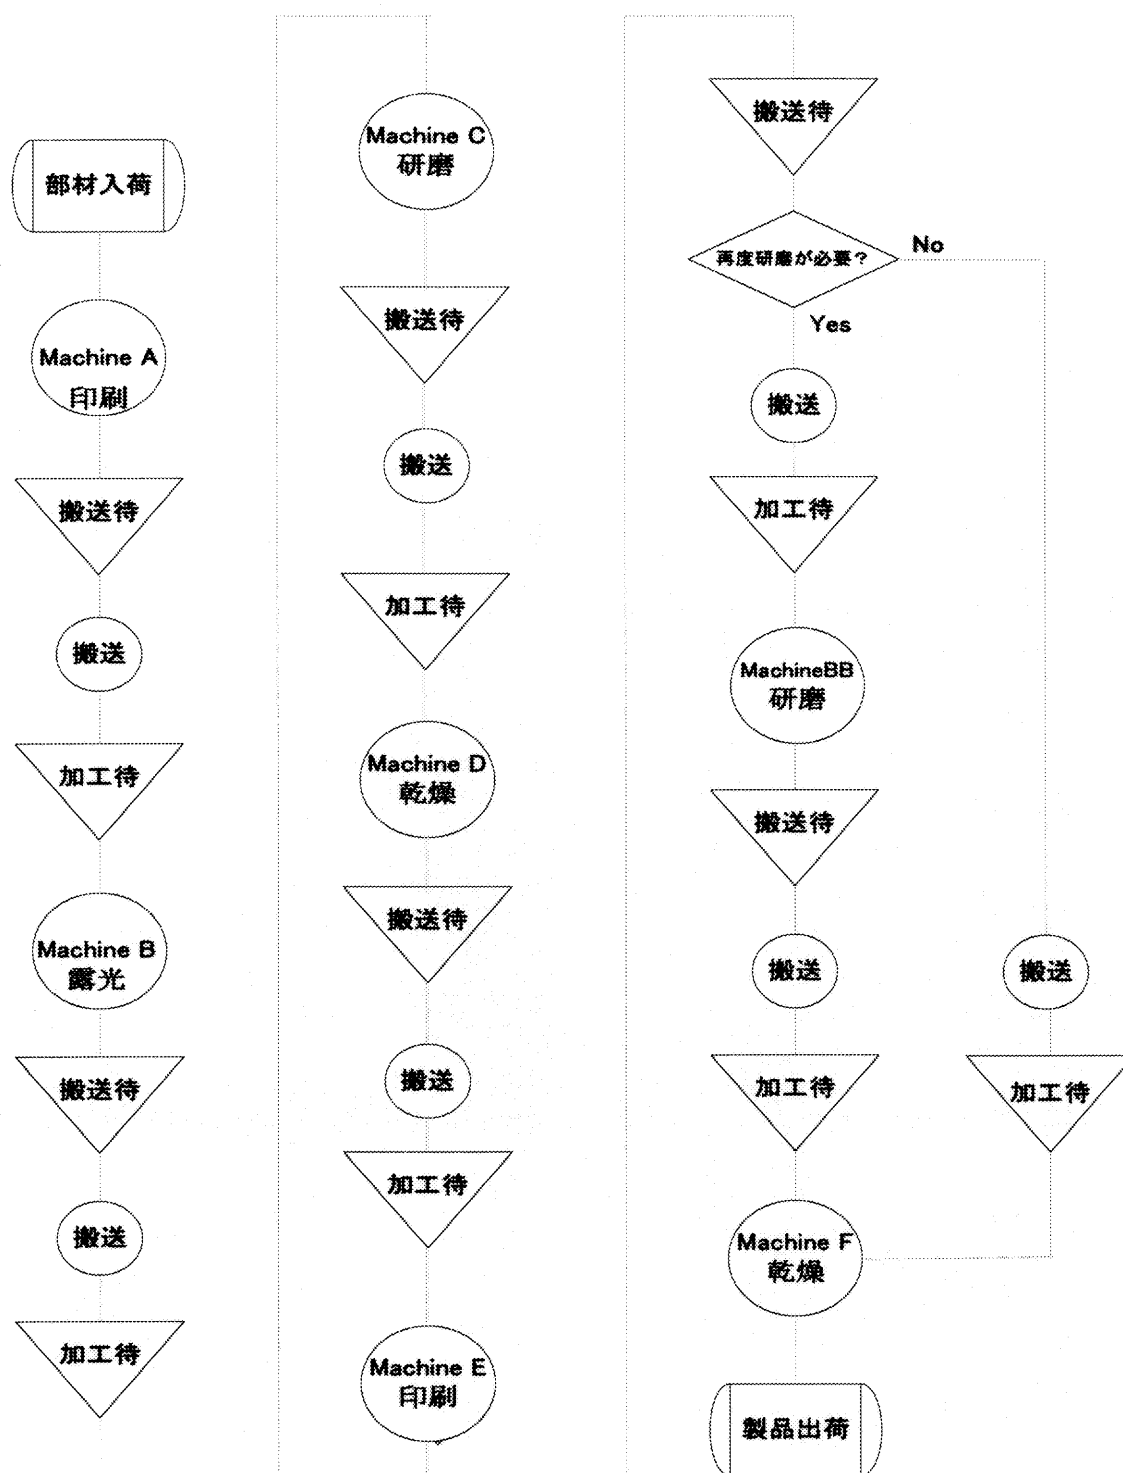 部材入荷
Machine A
印刷
搬送待
搬送
加工待
Machine B
露光
搬送待
搬送
加工待
Machine C
研磨
搬送待
搬送
加工待
Machine D
乾燥
搬送待
搬送
加工待
Machine E
印刷
搬送待
再度研磨が必要?
No
Yes
搬送
加工待
MachineBB
研磨
搬送待
搬送
加工待
搬送
加工待
Machine F
乾燥
製品出荷